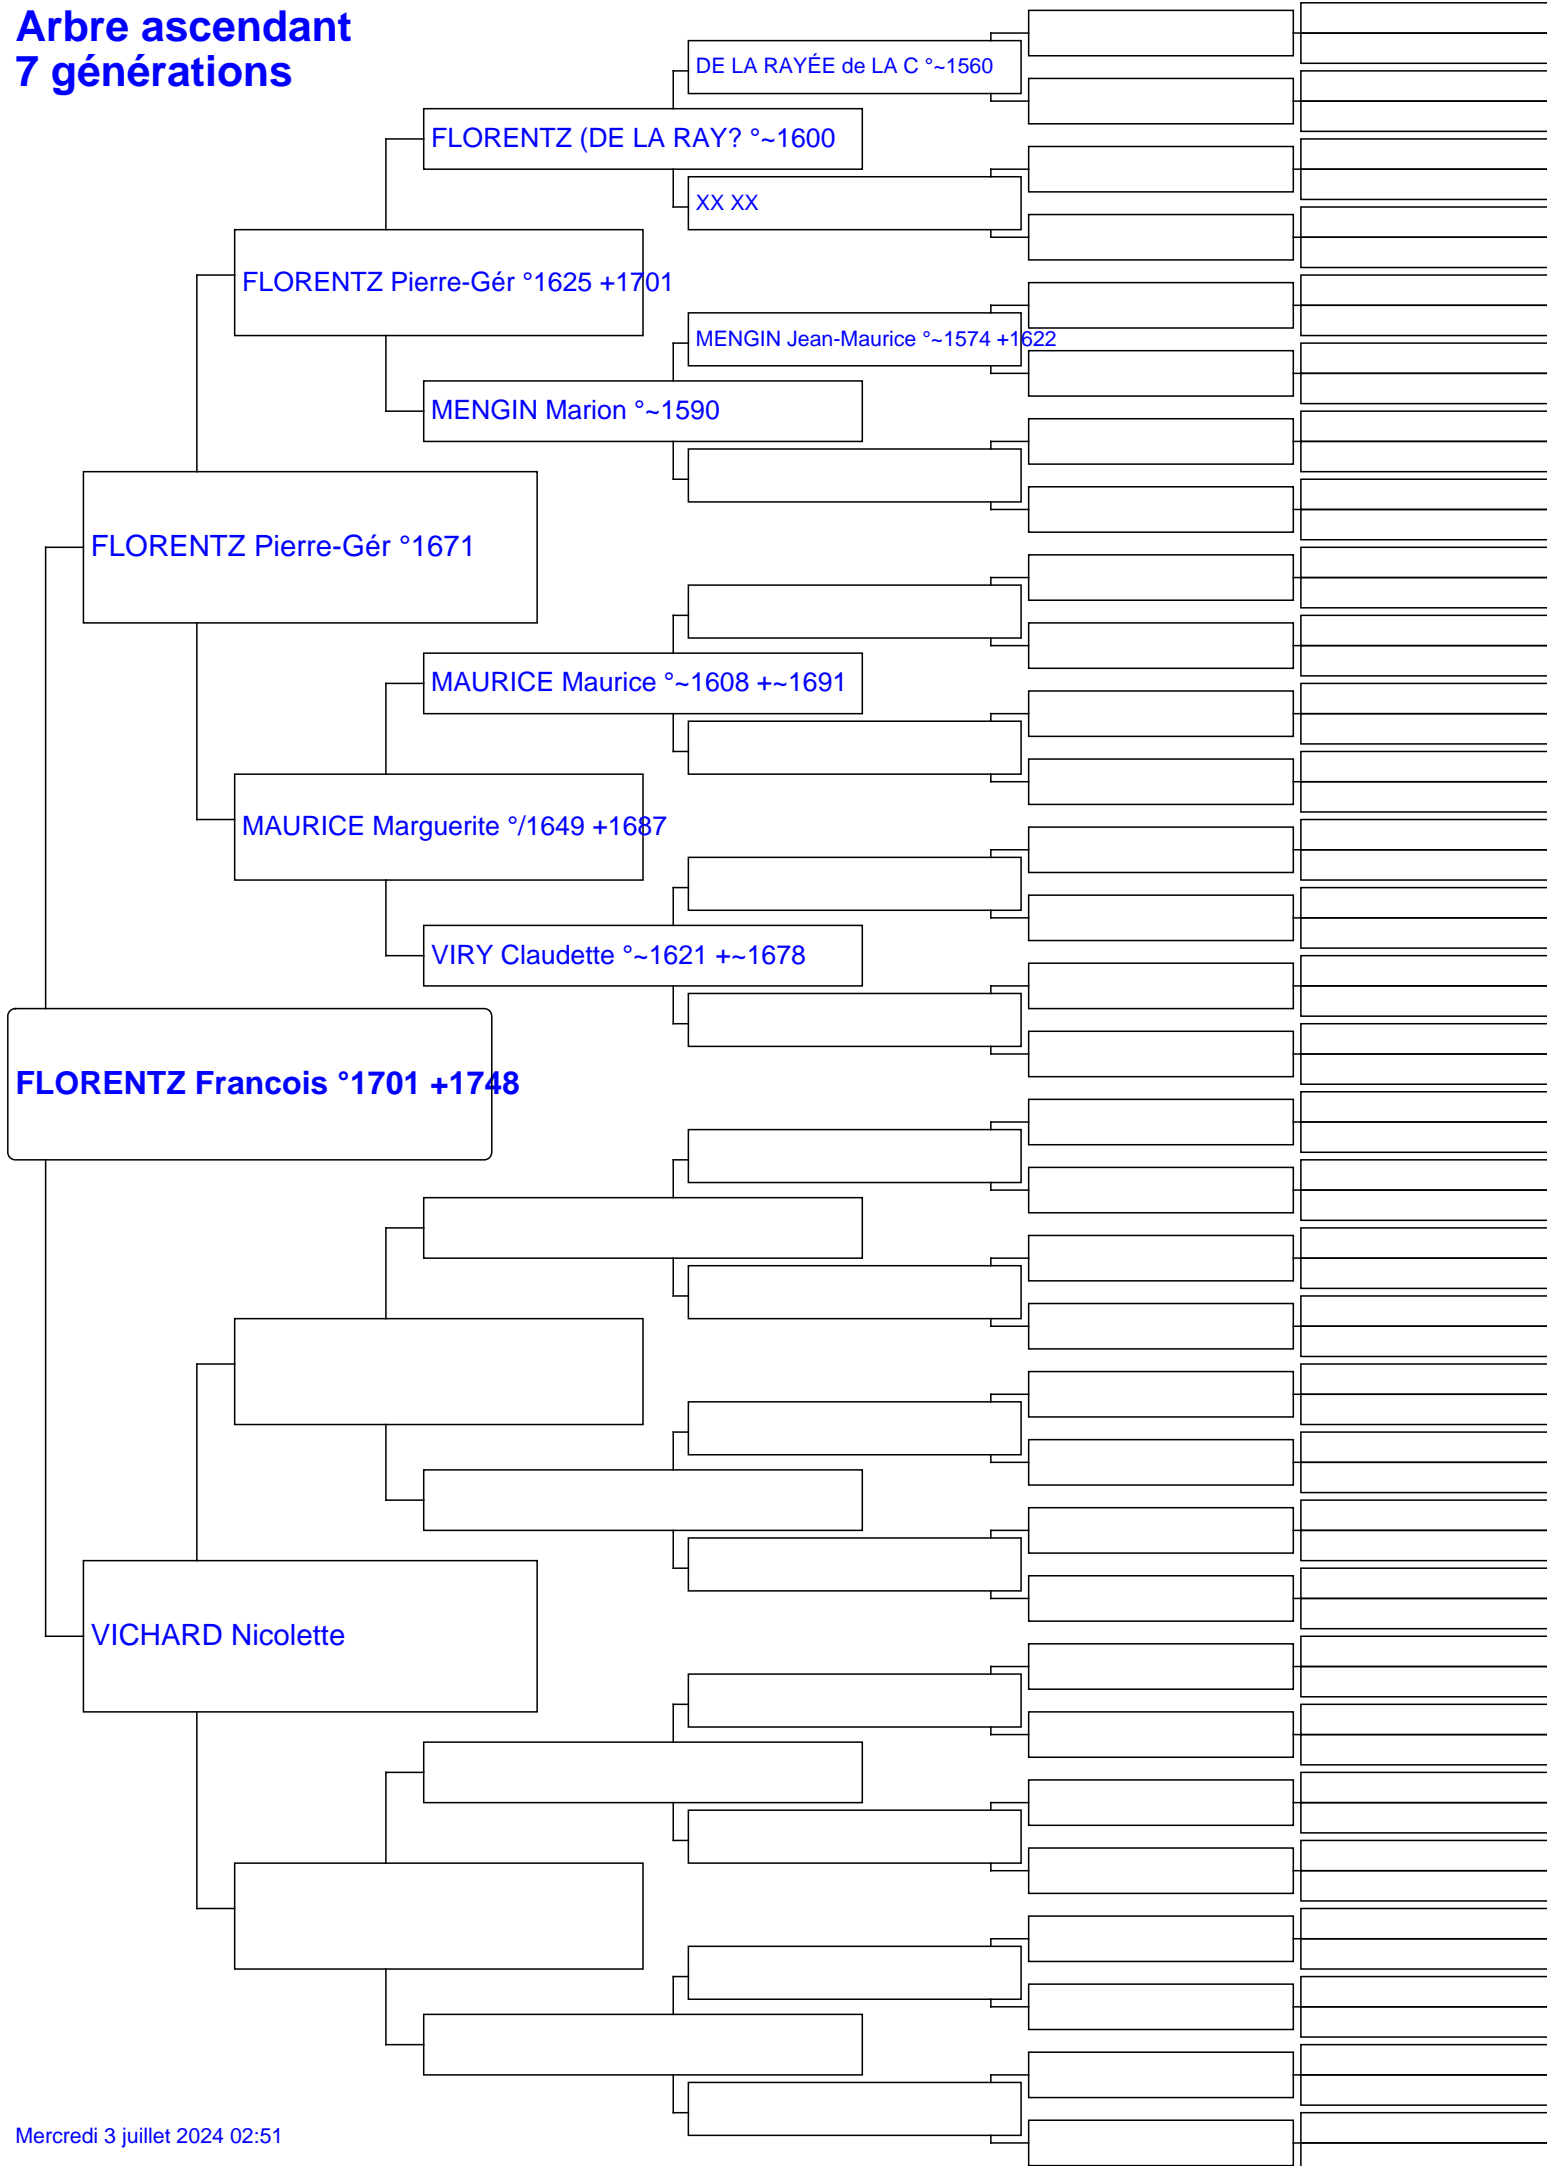 Arbre ascendant
7 générations
DE LA RAYÉE de LA C °~1560
FLORENTZ (DE LA RAY? °~1600
XX XX
FLORENTZ Pierre-Gér °1625 +1701
MENGIN Jean-Maurice °~1574 +1622
MENGIN Marion °~1590
FLORENTZ Pierre-Gér °1671
MAURICE Maurice °~1608 +~1691
MAURICE Marguerite °/1649 +1687
VIRY Claudette °~1621 +~1678
FLORENTZ Francois °1701 +1748
VICHARD Nicolette
Mercredi 3 juillet 2024 02:51